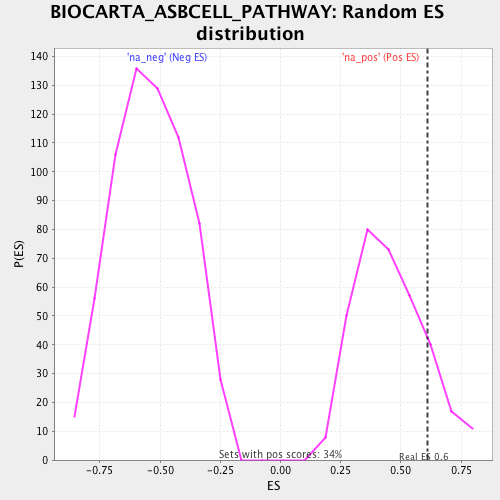 BIOCARTA_ASBCELL_PATHWAY: Random ES
distribution
'na_neg' (Neg ES)
'na_pos' (Pos ES)
140
130
120
110
100
90
80
70
60
50
40
30
20
10
0
P(ES)
Sets with pos scores: 34%
Real ES 0.6
-0.75
-0.50
-0.25
0.00
0.25
0.50
0.75
ES